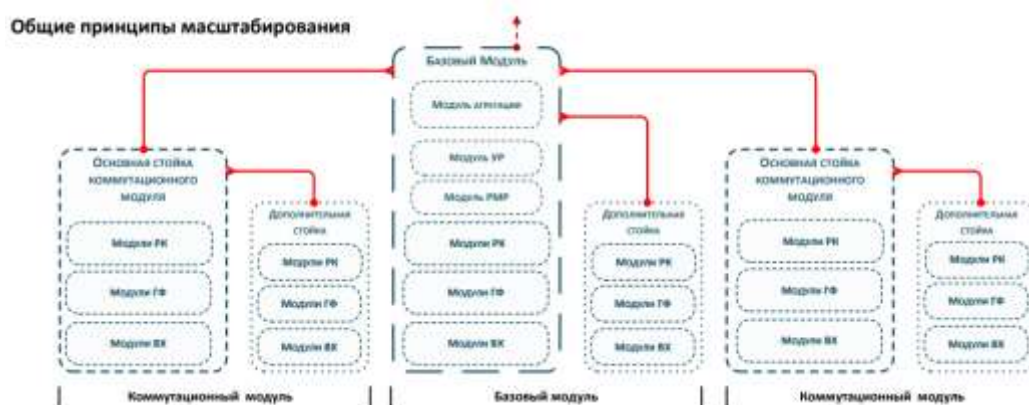 Общие принципы масштабирования
Базовый Модуль
Модуль агрегации
Модуль УР
Модуль РМР
Модули РК
Модули ГФ
Модули ВХ
Основная стойка
коммутационного
модуля
Модули РК
Модули ГФ
Модули ВХ
Дополнительная
стойка
Модули РК
Модули ГФ
Модули ВХ
Дополнительная
стойка
Модули РК
Модули ГФ
Модули ВХ
Основная стойка
коммутационного
модуля
Модули РК
Модули ГФ
Модули ВХ
Дополнительная
стойка
Модули РК
Модули ГФ
Модули ВХ
Коммутационный модуль
Базовый модуль
Коммутационный модуль